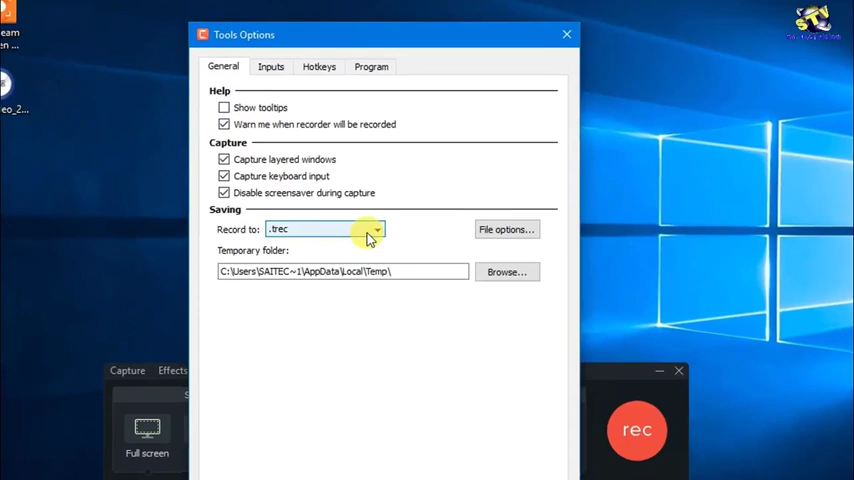 Tools Options
General Inputs Hotkeys Program
Help
Show tooltips
Warn me when recorder will be recorded
Capture
Capture layered windows
Capture keyboard input
Disable screensaver during capture
Saving
Record to: .trec File options...
Temporary folder:
C:\Users\SAITEC~1\AppData\Local\Temp\ Browse...
Capture Effects
Full screen
rec
STV
eam
en ...
eo_2...